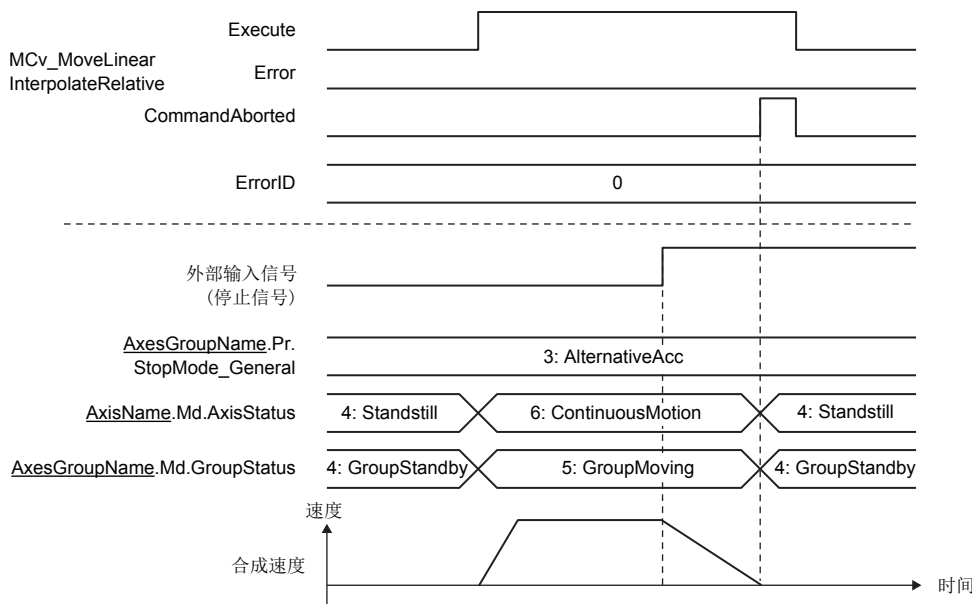 Execute
MCv_MoveLinear
InterpolateRelative
Error
CommandAborted
ErrorID
0
外部输入信号
(停止信号)
AxesGroupName.Pr.
StopMode_General
3: AlternativeAcc
AxisName.Md.AxisStatus
4: Standstill
6: ContinuousMotion
4: Standstill
AxesGroupName.Md.GroupStatus
4: GroupStandby
5: GroupMoving
4: GroupStandby
速度
合成速度
时间